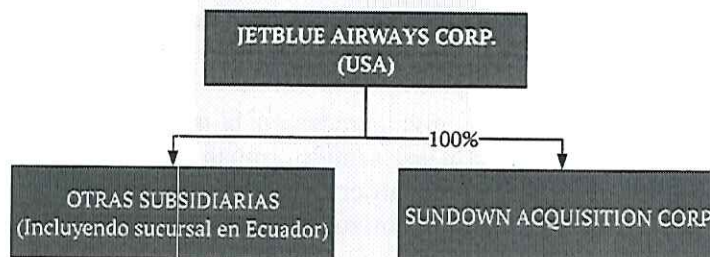 JETBLUE AIRWAYS CORP.
(USA)
100%
OTRAS SUBSIDIARIAS
(Incluyendo sucursal en Ecuador)
SUNDOWN ACQUISITION CORP